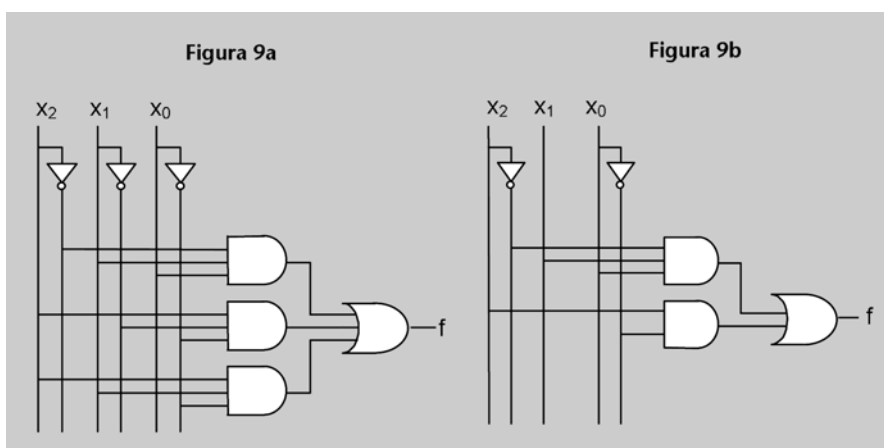 Figura 9a
x₂ x₁ x₀
f
Figura 9b
x₂ x₁ x₀
f